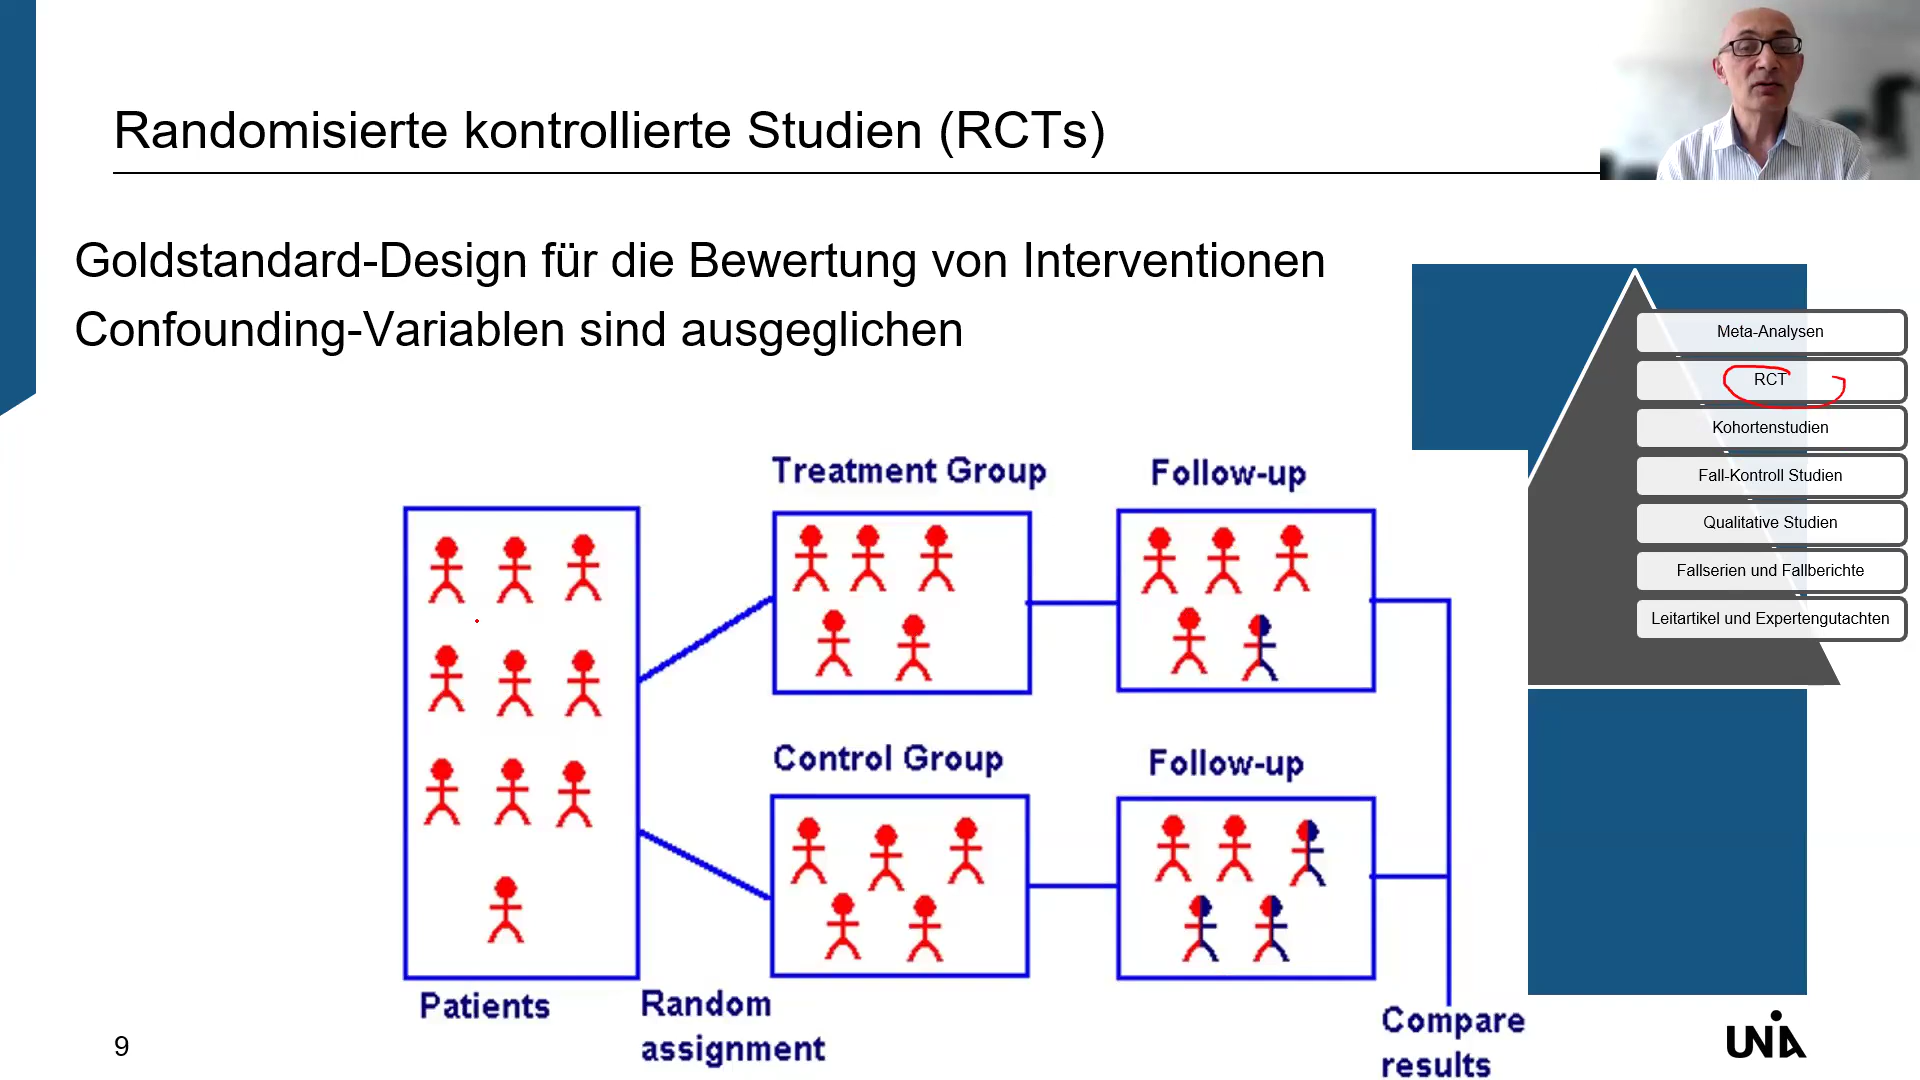 Randomisierte kontrollierte Studien (RCTs)
Goldstandard-Design für die Bewertung von Interventionen
Confounding-Variablen sind ausgeglichen
Meta-Analysen
RCT
Kohortenstudien
Fall-Kontroll Studien
Qualitative Studien
Fallserien und Fallberichte
Leitartikel und Expertengutachten
Treatment Group
Follow-up
Control Group
Follow-up
Patients
Random
assignment
Compare
results
9
UNIA